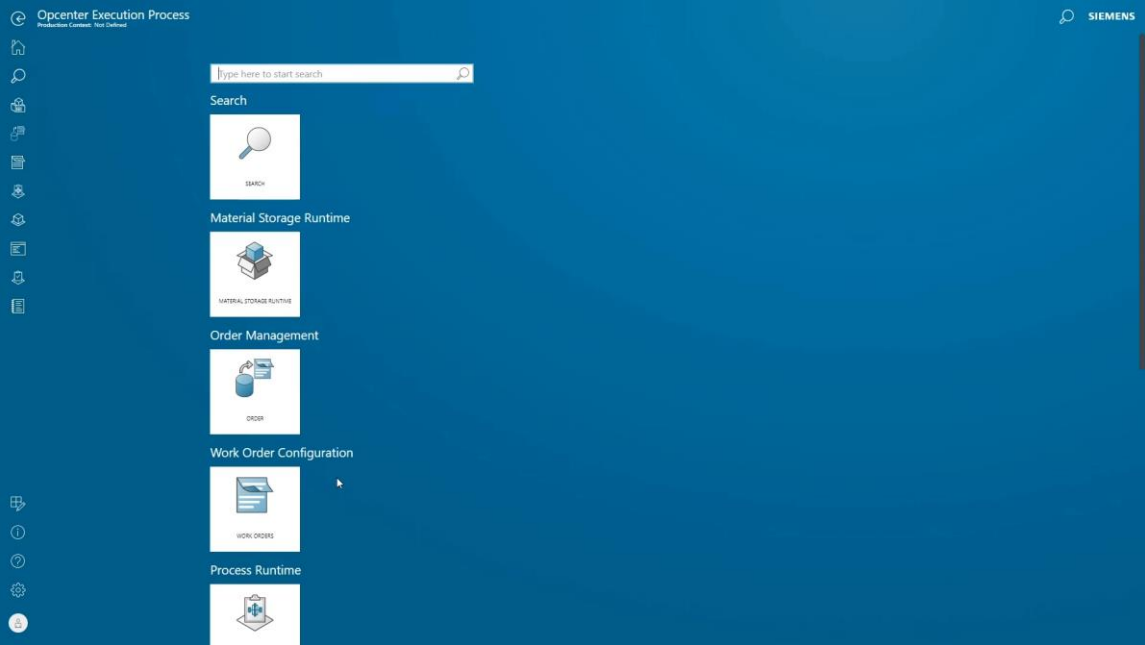 Opcenter Execution Process
Production Context: Not Defined
SIEMENS
Type here to start search
Search
SEARCH
Material Storage Runtime
MATERIAL STORAGE RUNTIME
Order Management
ORDER
Work Order Configuration
WORK ORDERS
Process Runtime